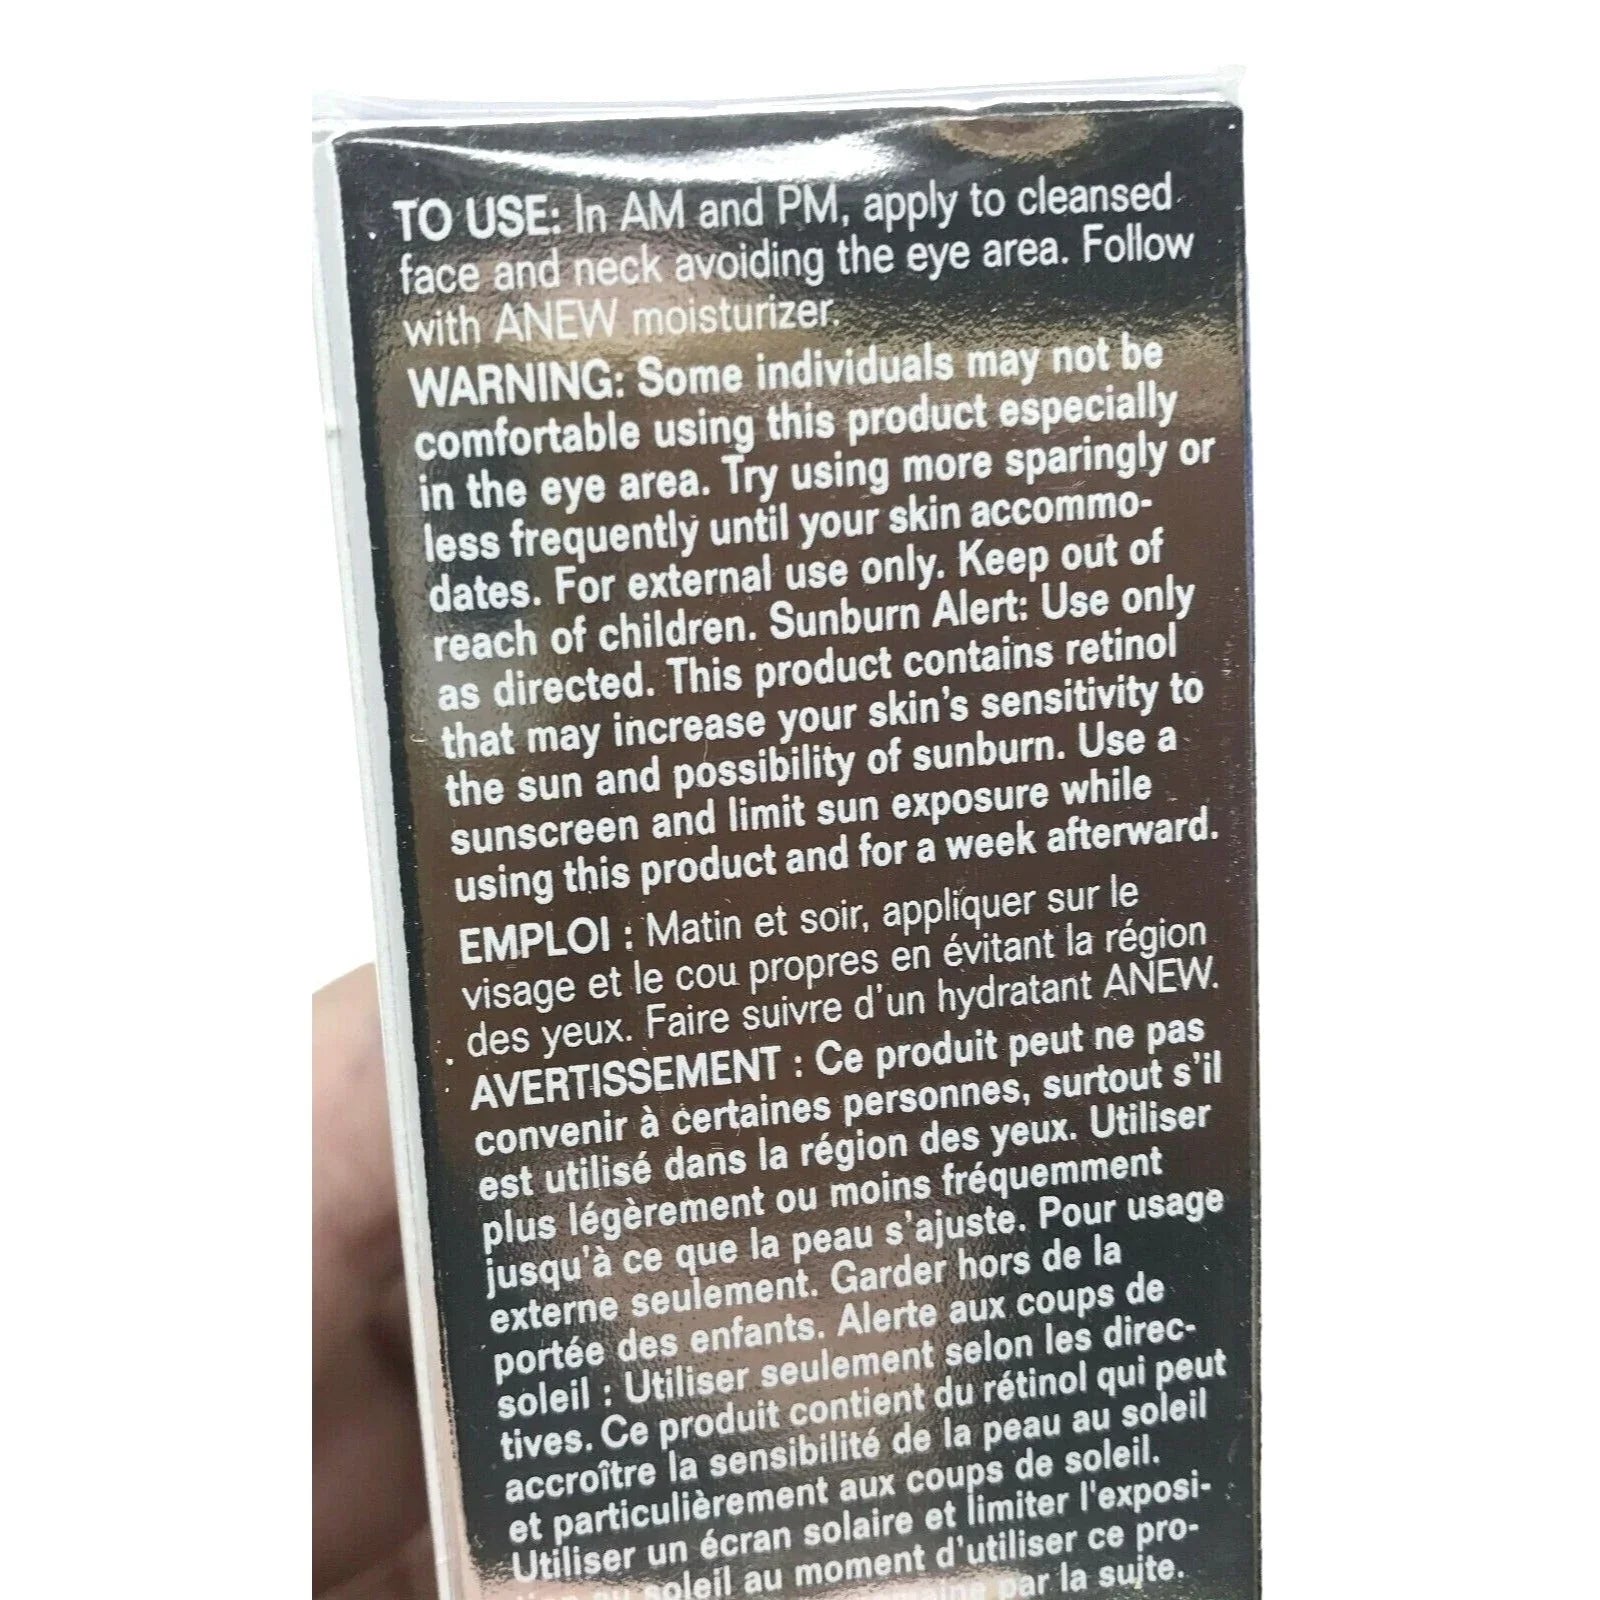 TO USE: In AM and PM, apply to cleansed
face and neck avoiding the eye area. Follow
with ANEW moisturizer.
WARNING: Some individuals may not be
comfortable using this product especially
in the eye area. Try using more sparingly or
less frequently until your skin accommo-
dates. For external use only. Keep out of
reach of children. Sunburn Alert: Use only
as directed. This product contains retinol
that may increase your skin's sensitivity to
the sun and possibility of sunburn. Use a
sunscreen and limit sun exposure while
using this product and for a week afterward.
EMPLOI : Matin et soir, appliquer sur le
visage et le cou propres en évitant la région
des yeux. Faire suivre d'un hydratant ANEW.
AVERTISSEMENT : Ce produit peut ne pas
convenir à certaines personnes, surtout s'il
est utilisé dans la région des yeux. Utiliser
plus légèrement ou moins fréquemment
jusqu'à ce que la peau s'ajuste. Pour usage
externe seulement. Garder hors de la
portée des enfants. Alerte aux coups de
soleil : Utiliser seulement selon les direc-
tives. Ce produit contient du rétinol qui peut
accroître la sensibilité de la peau au soleil
et particulièrement aux coups de soleil.
Utiliser un écran solaire et limiter l'exposi-
tion au soleil au moment d'utiliser ce pro-
par la suite.